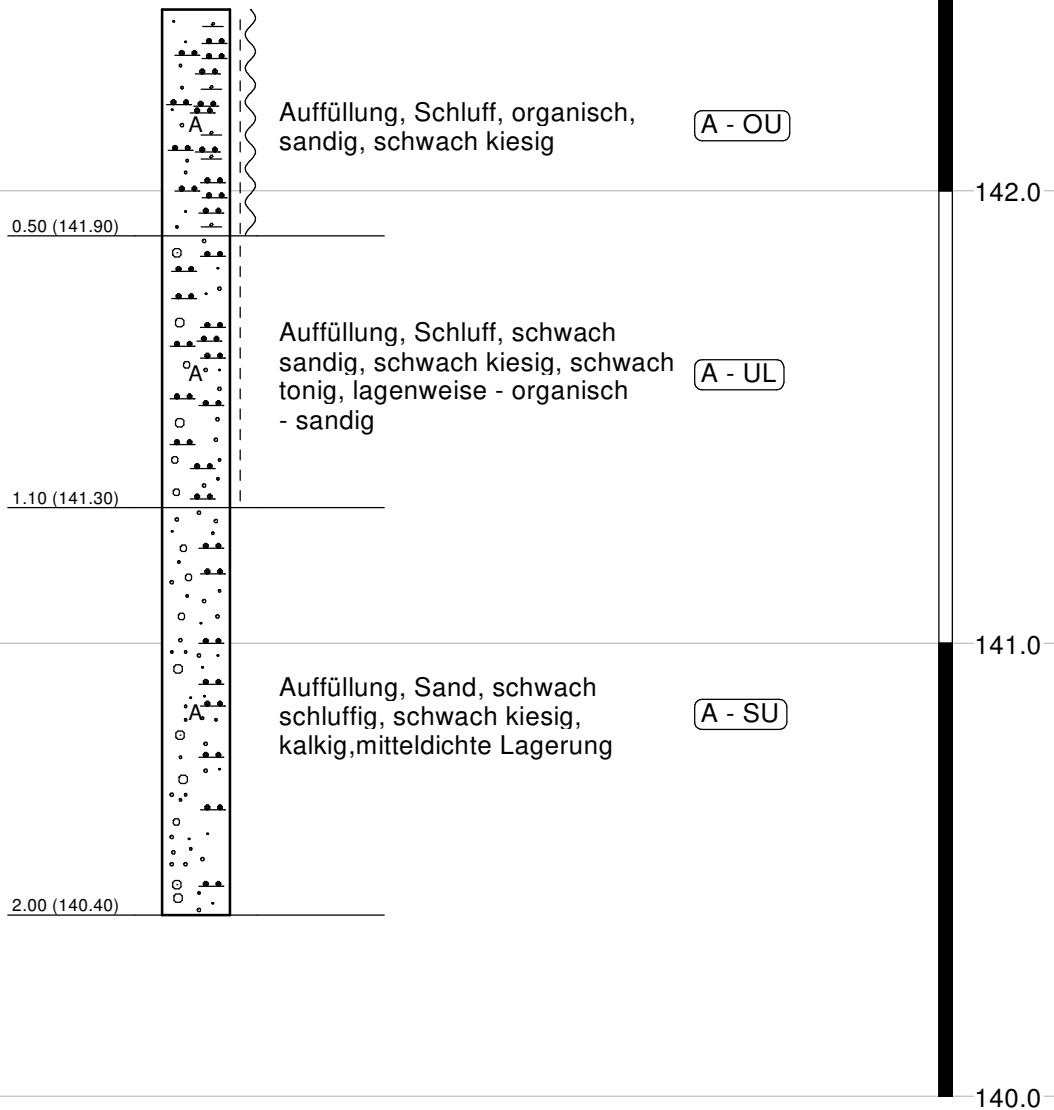 Auffüllung, Schluff, organisch,
sandig, schwach kiesig
A - OU
A
142.0
0.50 (141.90)
Auffüllung, Schluff, schwach
sandig, schwach kiesig, schwach
tonig, lagenweise - organisch
- sandig
A - UL
A
1.10 (141.30)
141.0
Auffüllung, Sand, schwach
schluffig, schwach kiesig,
kalkig,mitteldichte Lagerung
A - SU
A
2.00 (140.40)
140.0